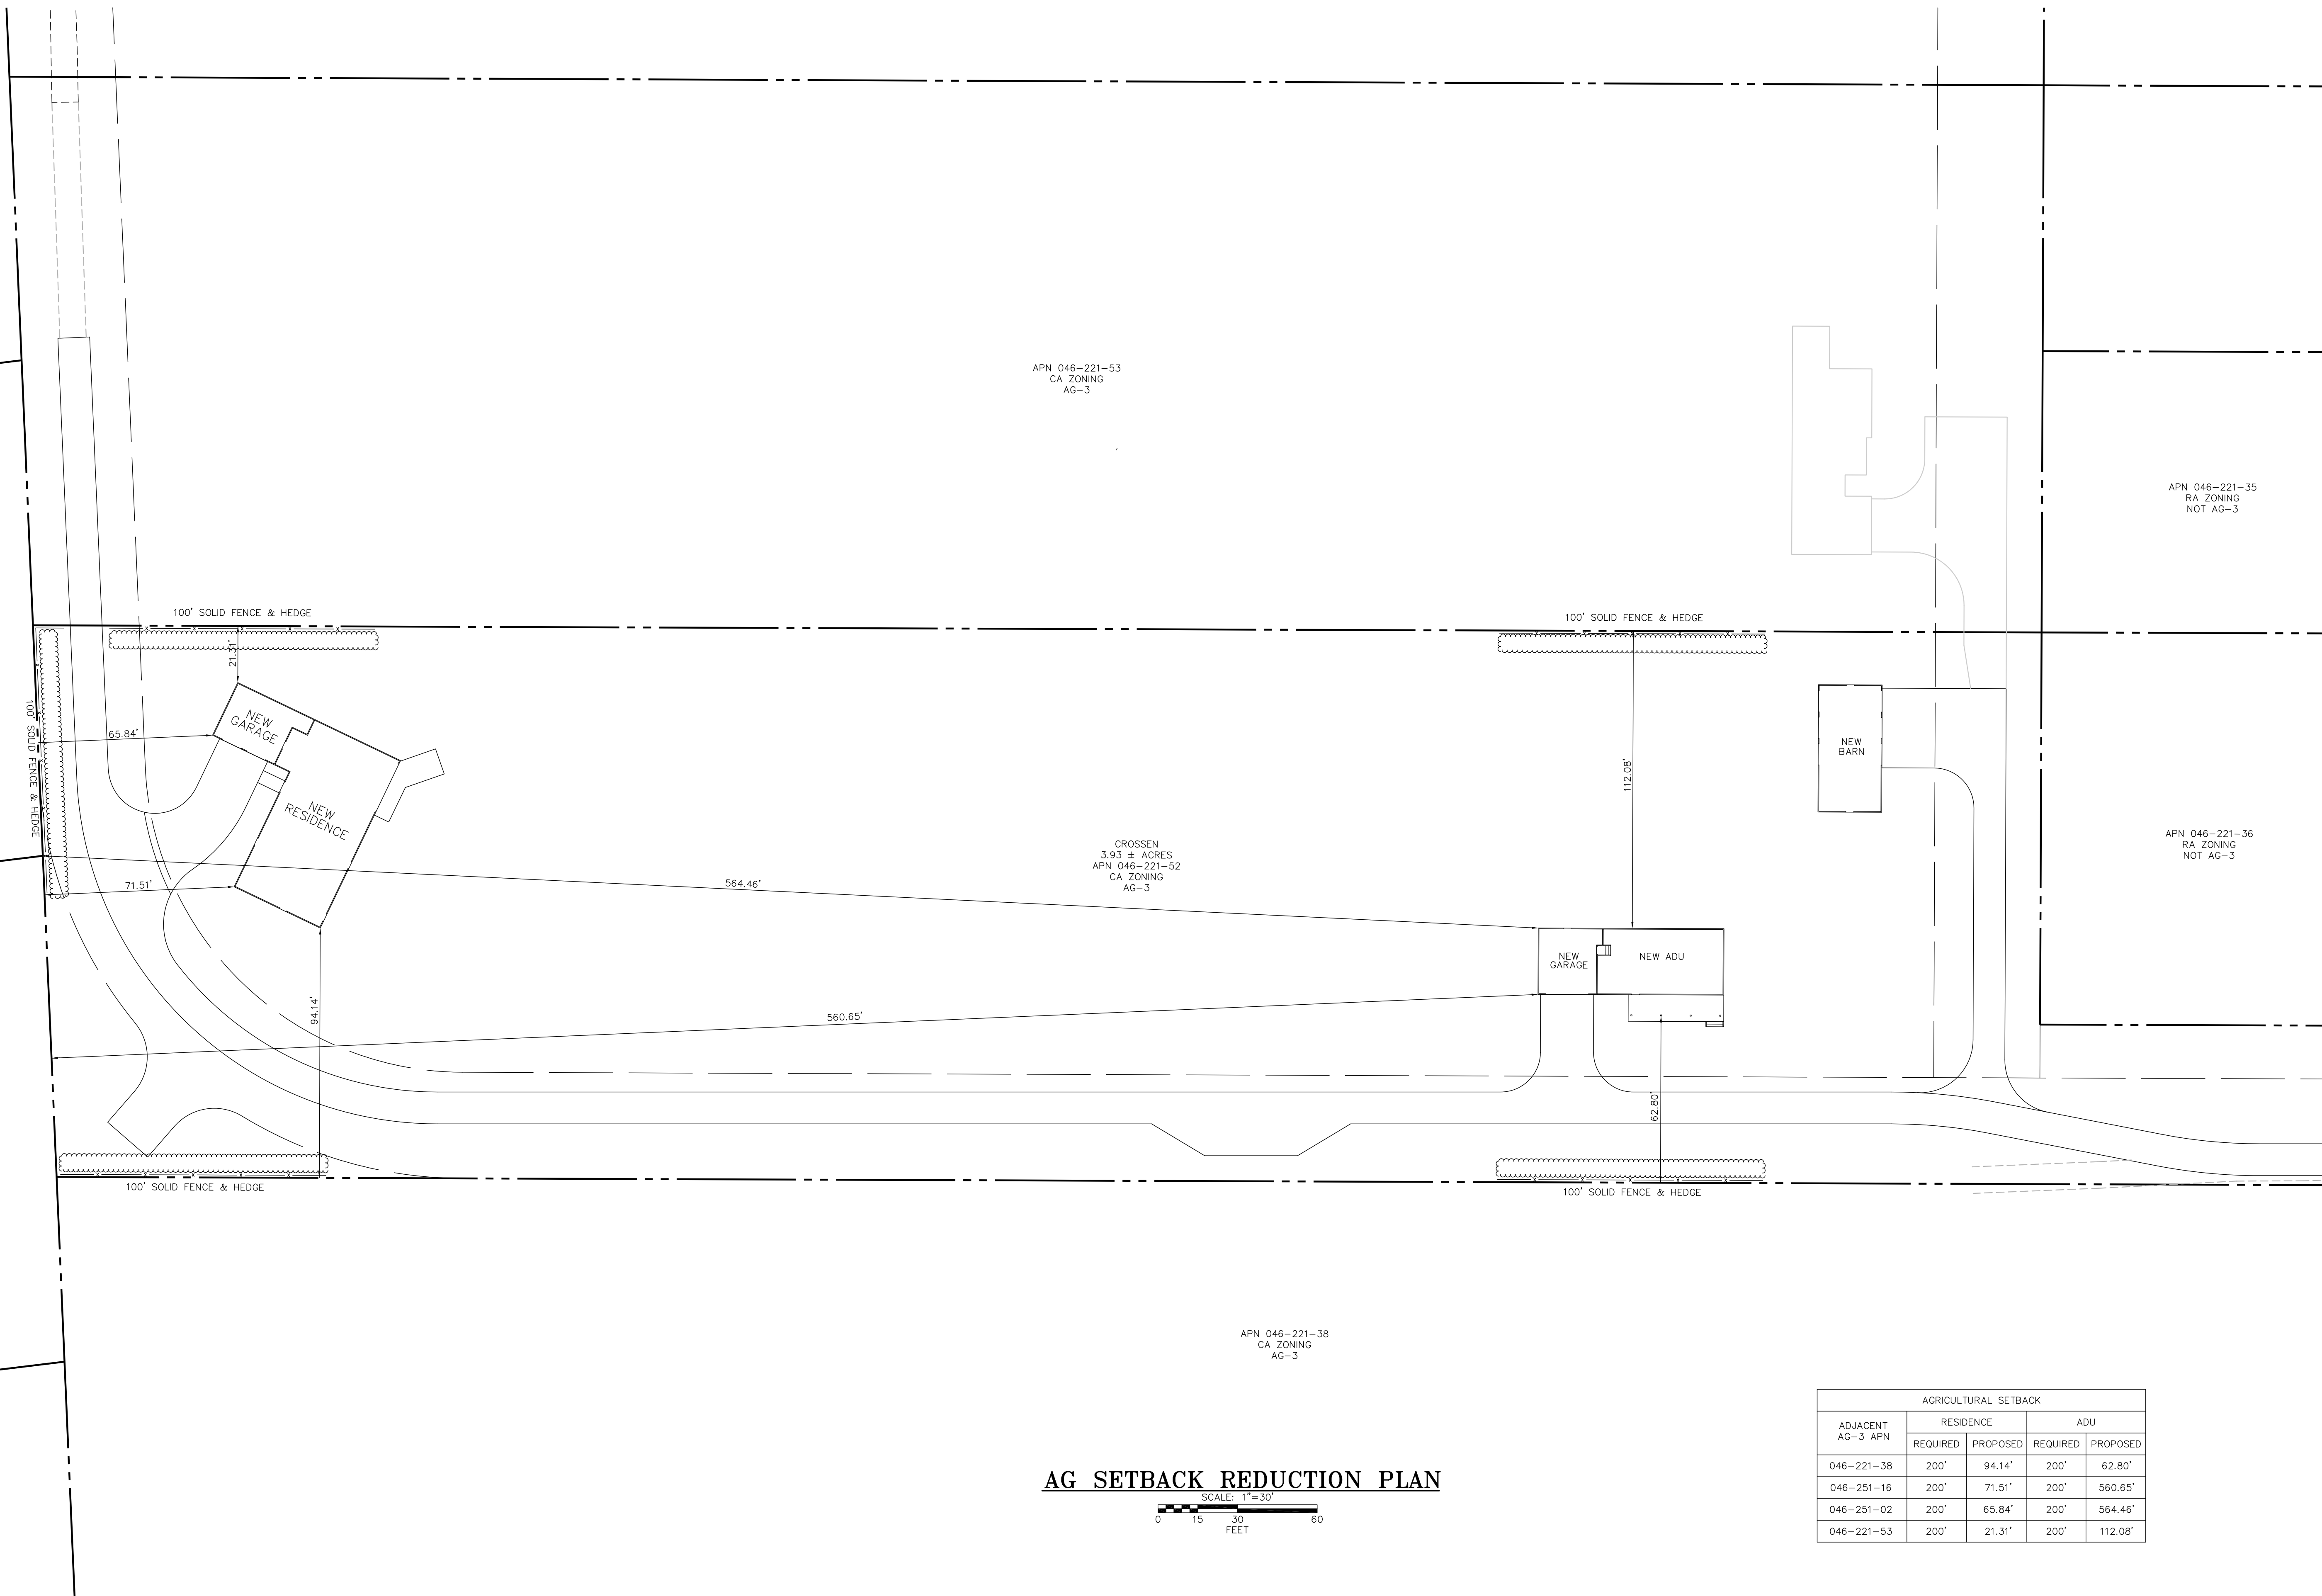 APN 046-221-53
CA ZONING
AG-3
APN 046-221-35
RA ZONING
NOT AG-3
100' SOLID FENCE & HEDGE
100' SOLID FENCE & HEDGE
21.31'
100' SOLID FENCE & HEDGE
65.84'
NEW
GARAGE
NEW
RESIDENCE
71.51'
112.08'
NEW
BARN
APN 046-221-36
RA ZONING
NOT AG-3
CROSSEN
3.93 ± ACRES
APN 046-221-52
CA ZONING
AG-3
564.46'
NEW
GARAGE
NEW ADU
94.14'
560.65'
62.80'
100' SOLID FENCE & HEDGE
100' SOLID FENCE & HEDGE
APN 046-221-38
CA ZONING
AG-3
AG SETBACK REDUCTION PLAN
SCALE: 1"=30'
0 15 30 60
FEET
AGRICULTURAL SETBACK
ADJACENT
AG-3 APN
RESIDENCE ADU
REQUIRED PROPOSED REQUIRED PROPOSED
046-221-38 200' 94.14' 200' 62.80'
046-251-16 200' 71.51' 200' 560.65'
046-251-02 200' 65.84' 200' 564.46'
046-221-53 200' 21.31' 200' 112.08'